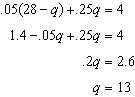 .05(28 − q) + .25q = 4
1.4 − .05q + .25q = 4
.2q = 2.6
q = 13